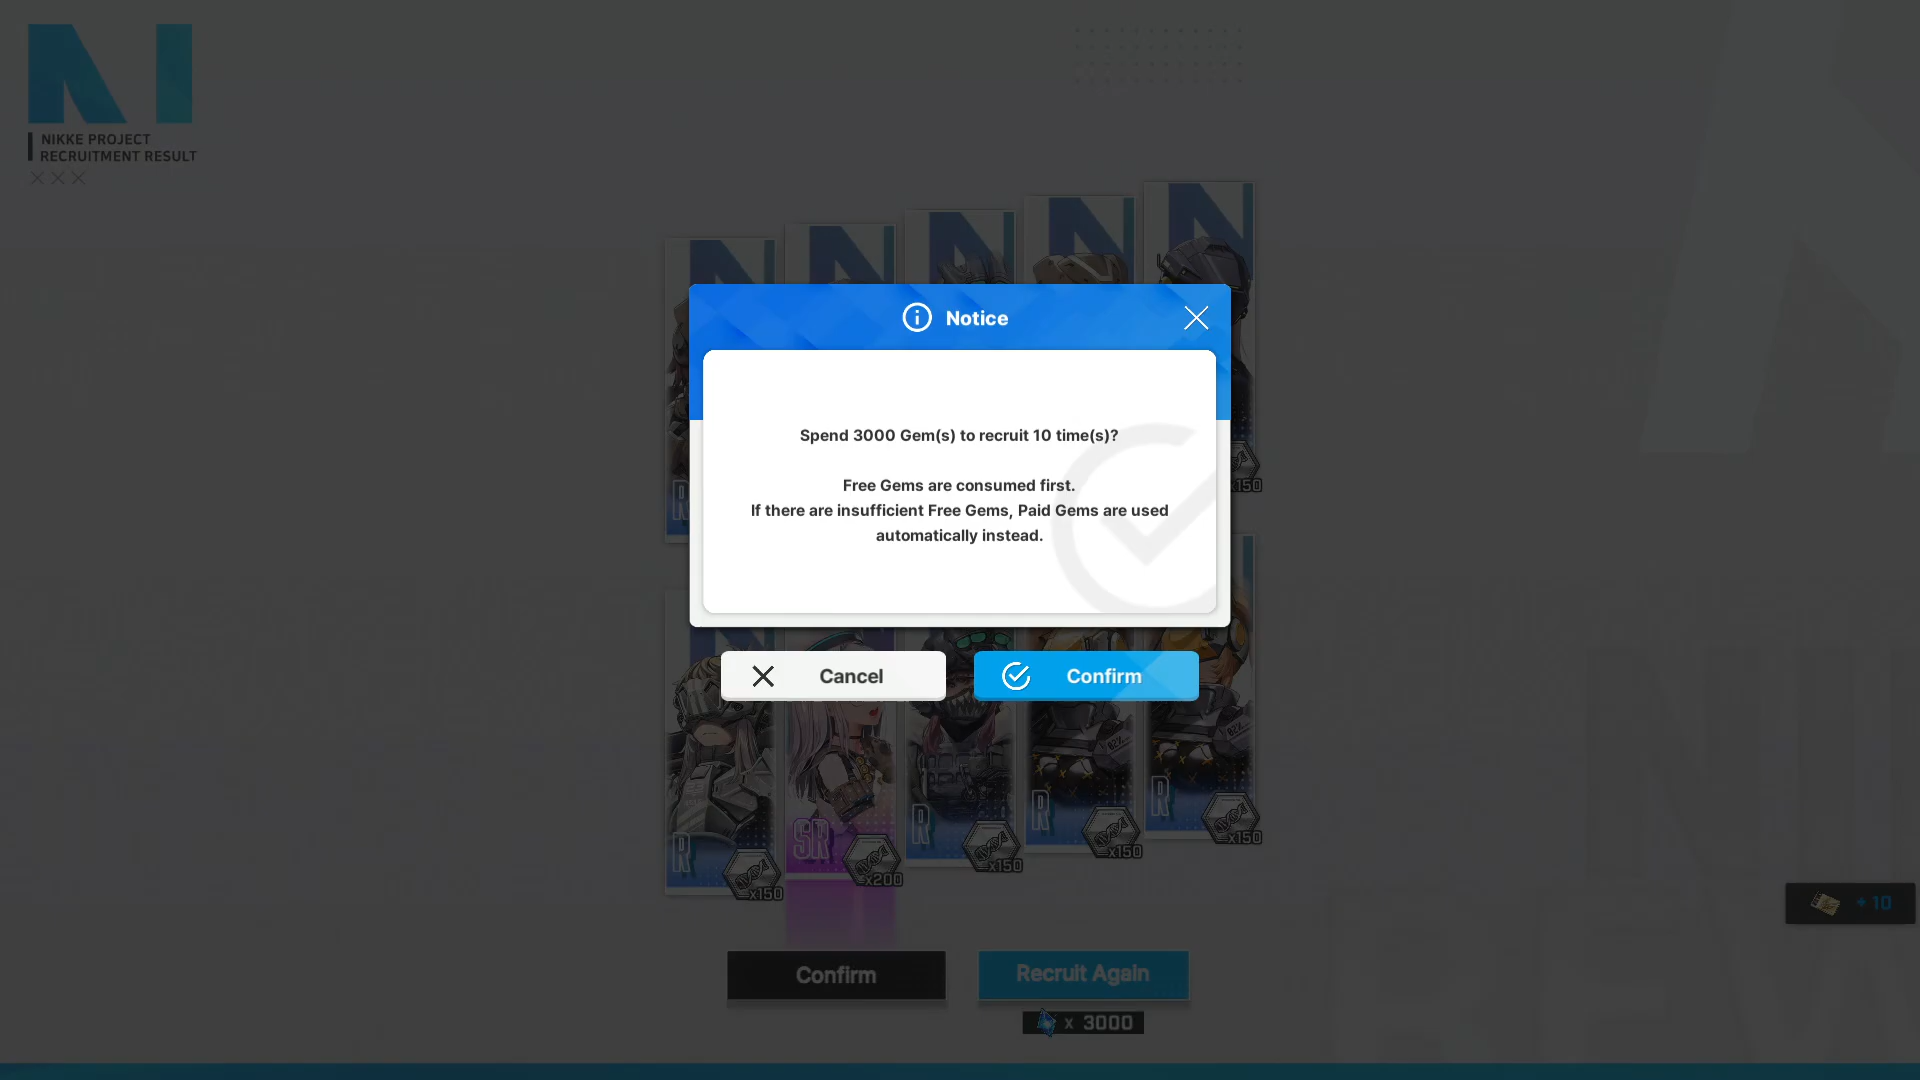 NI
NIKKE PROJECT
RECRUITMENT RESULT
Notice
Spend 3000 Gem(s) to recruit 10 time(s)?
Free Gems are consumed first.
If there are insufficient Free Gems, Paid Gems are used
automatically instead.
Cancel
Confirm
R
x150
R
x150
SR
x200
R
x150
R
x150
R
x150
+ 10
Confirm
Recruit Again
x 3000